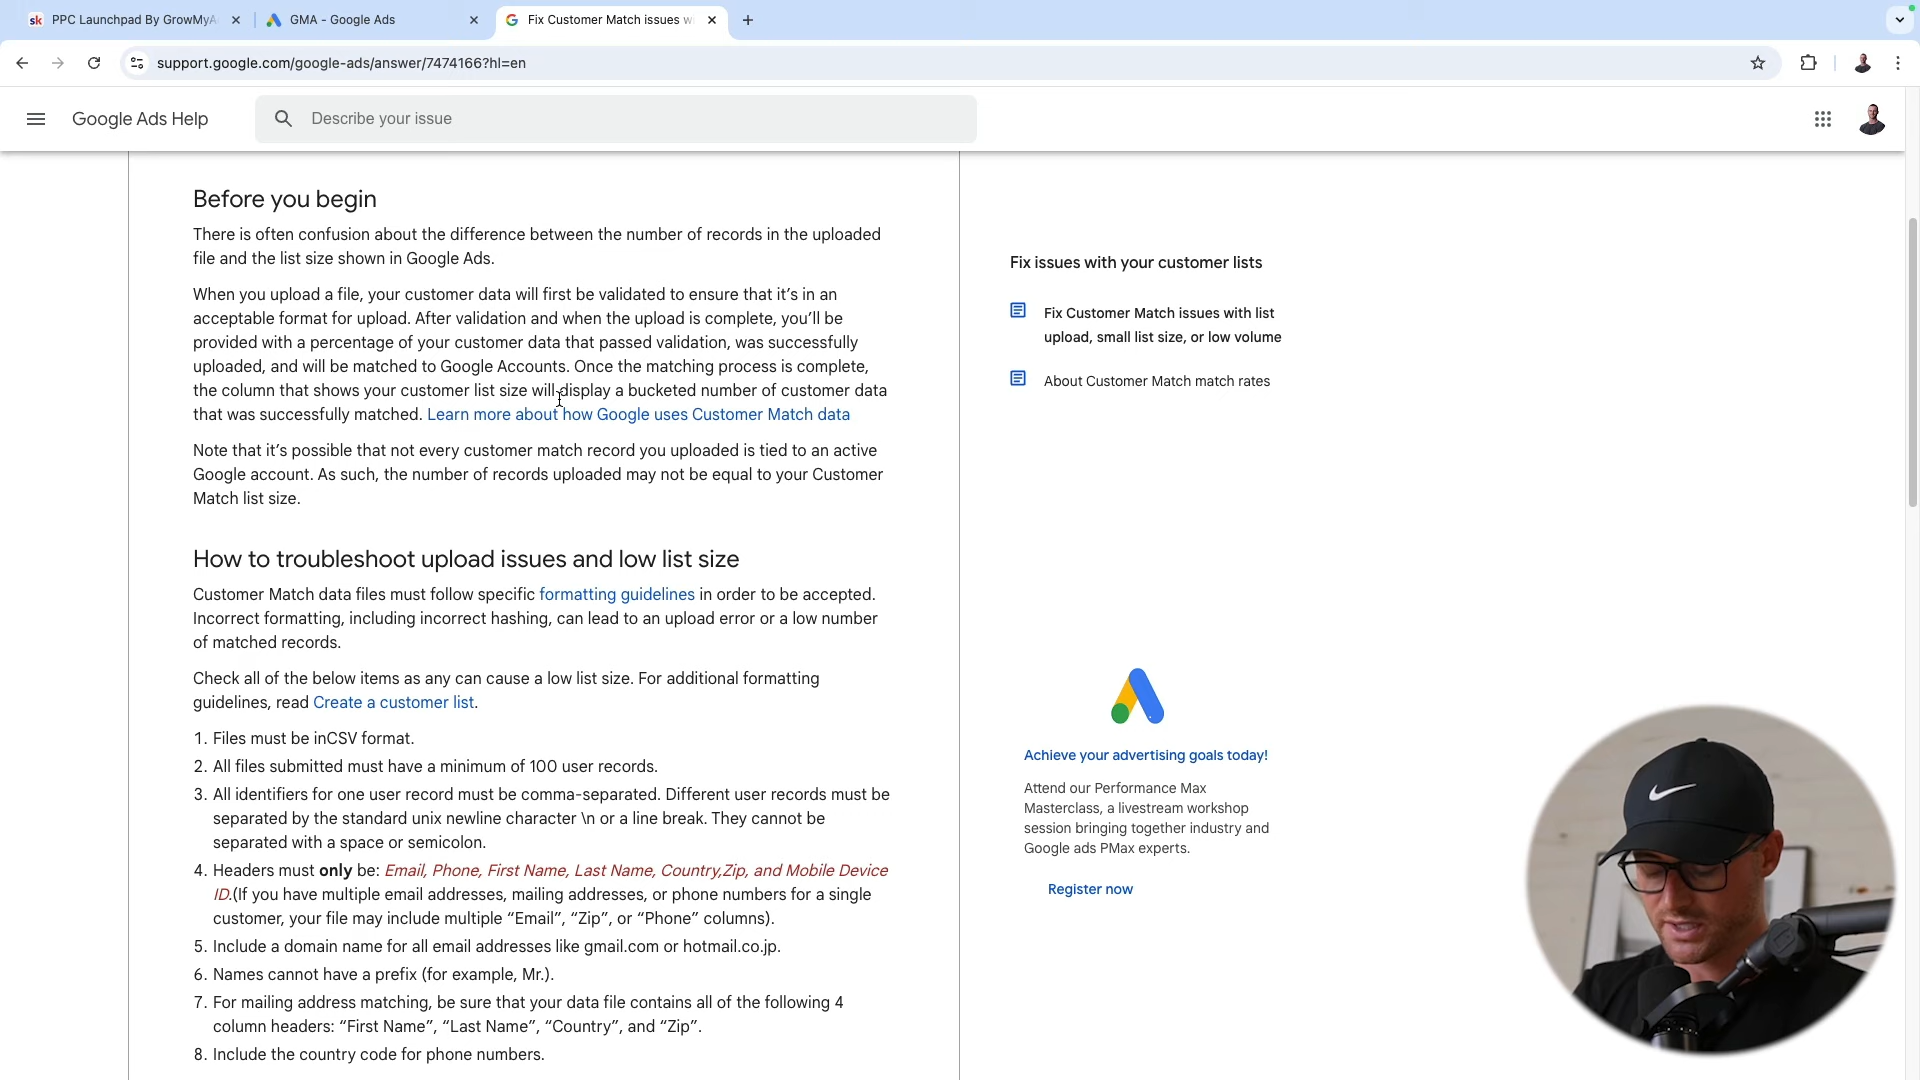 sk PPC Launchpad By GrowMyA
GMA - Google Ads
Fix Customer Match issues w
support.google.com/google-ads/answer/7474166?hl=en
Google Ads Help
Describe your issue
Before you begin
There is often confusion about the difference between the number of records in the uploaded
file and the list size shown in Google Ads.
When you upload a file, your customer data will first be validated to ensure that it’s in an
acceptable format for upload. After validation and when the upload is complete, you’ll be
provided with a percentage of your customer data that passed validation, was successfully
uploaded, and will be matched to Google Accounts. Once the matching process is complete,
the column that shows your customer list size will display a bucketed number of customer data
that was successfully matched. Learn more about how Google uses Customer Match data
Note that it’s possible that not every customer match record you uploaded is tied to an active
Google account. As such, the number of records uploaded may not be equal to your Customer
Match list size.
How to troubleshoot upload issues and low list size
Customer Match data files must follow specific formatting guidelines in order to be accepted.
Incorrect formatting, including incorrect hashing, can lead to an upload error or a low number
of matched records.
Check all of the below items as any can cause a low list size. For additional formatting
guidelines, read Create a customer list.
1. Files must be inCSV format.
2. All files submitted must have a minimum of 100 user records.
3. All identifiers for one user record must be comma-separated. Different user records must be
separated by the standard unix newline character \n or a line break. They cannot be
separated with a space or semicolon.
4. Headers must only be: Email, Phone, First Name, Last Name, Country,Zip, and Mobile Device
ID.(If you have multiple email addresses, mailing addresses, or phone numbers for a single
customer, your file may include multiple “Email”, “Zip”, or “Phone” columns).
5. Include a domain name for all email addresses like gmail.com or hotmail.co.jp.
6. Names cannot have a prefix (for example, Mr.).
7. For mailing address matching, be sure that your data file contains all of the following 4
column headers: “First Name”, “Last Name”, “Country”, and “Zip”.
8. Include the country code for phone numbers.
Fix issues with your customer lists
Fix Customer Match issues with list
upload, small list size, or low volume
About Customer Match match rates
Achieve your advertising goals today!
Attend our Performance Max
Masterclass, a livestream workshop
session bringing together industry and
Google ads PMax experts.
Register now